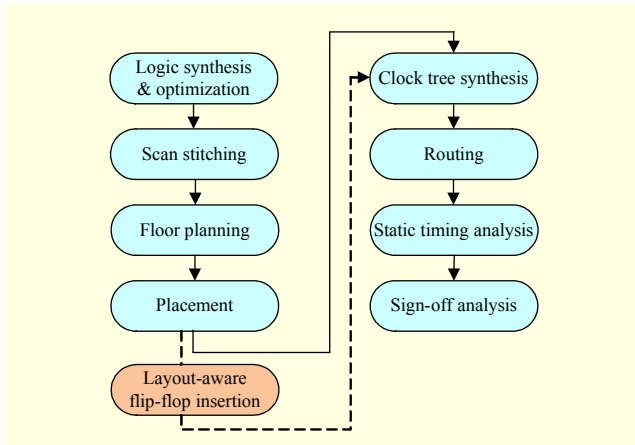 Logic synthesis
& optimization
Scan stitching
Floor planning
Placement
Layout-aware
flip-flop insertion
Clock tree synthesis
Routing
Static timing analysis
Sign-off analysis